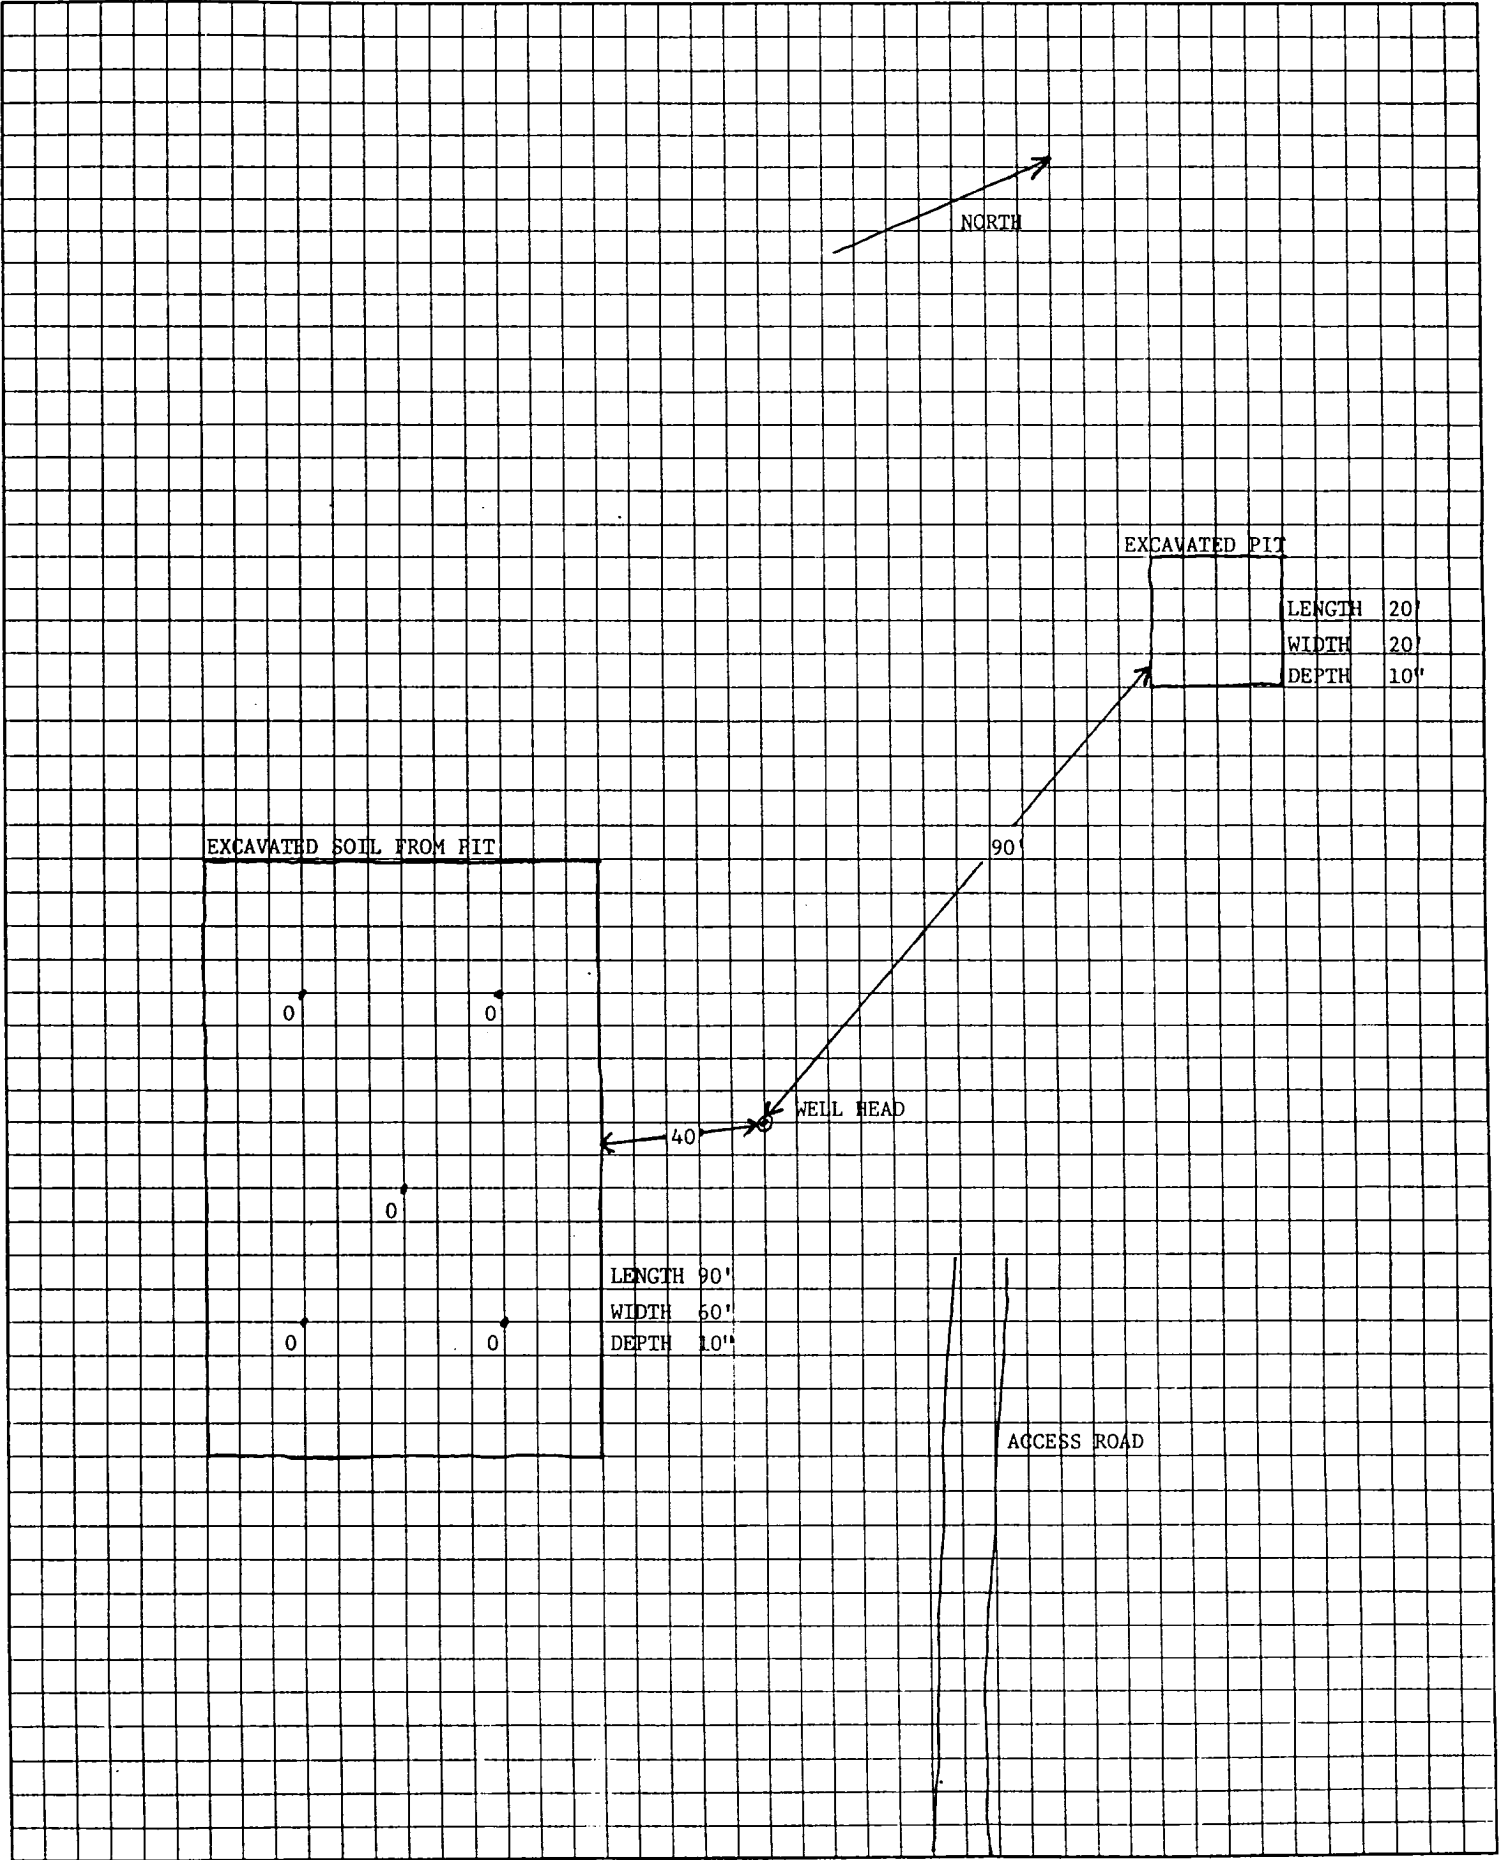 NORTH
EXCAVATED PIT
LENGTH 20'
WIDTH 20'
DEPTH 10"
90'
EXCAVATED SOIL FROM PIT
0 0
WELL HEAD
40'
0
LENGTH 90'
WIDTH 60'
DEPTH 10"
0 0
ACCESS ROAD